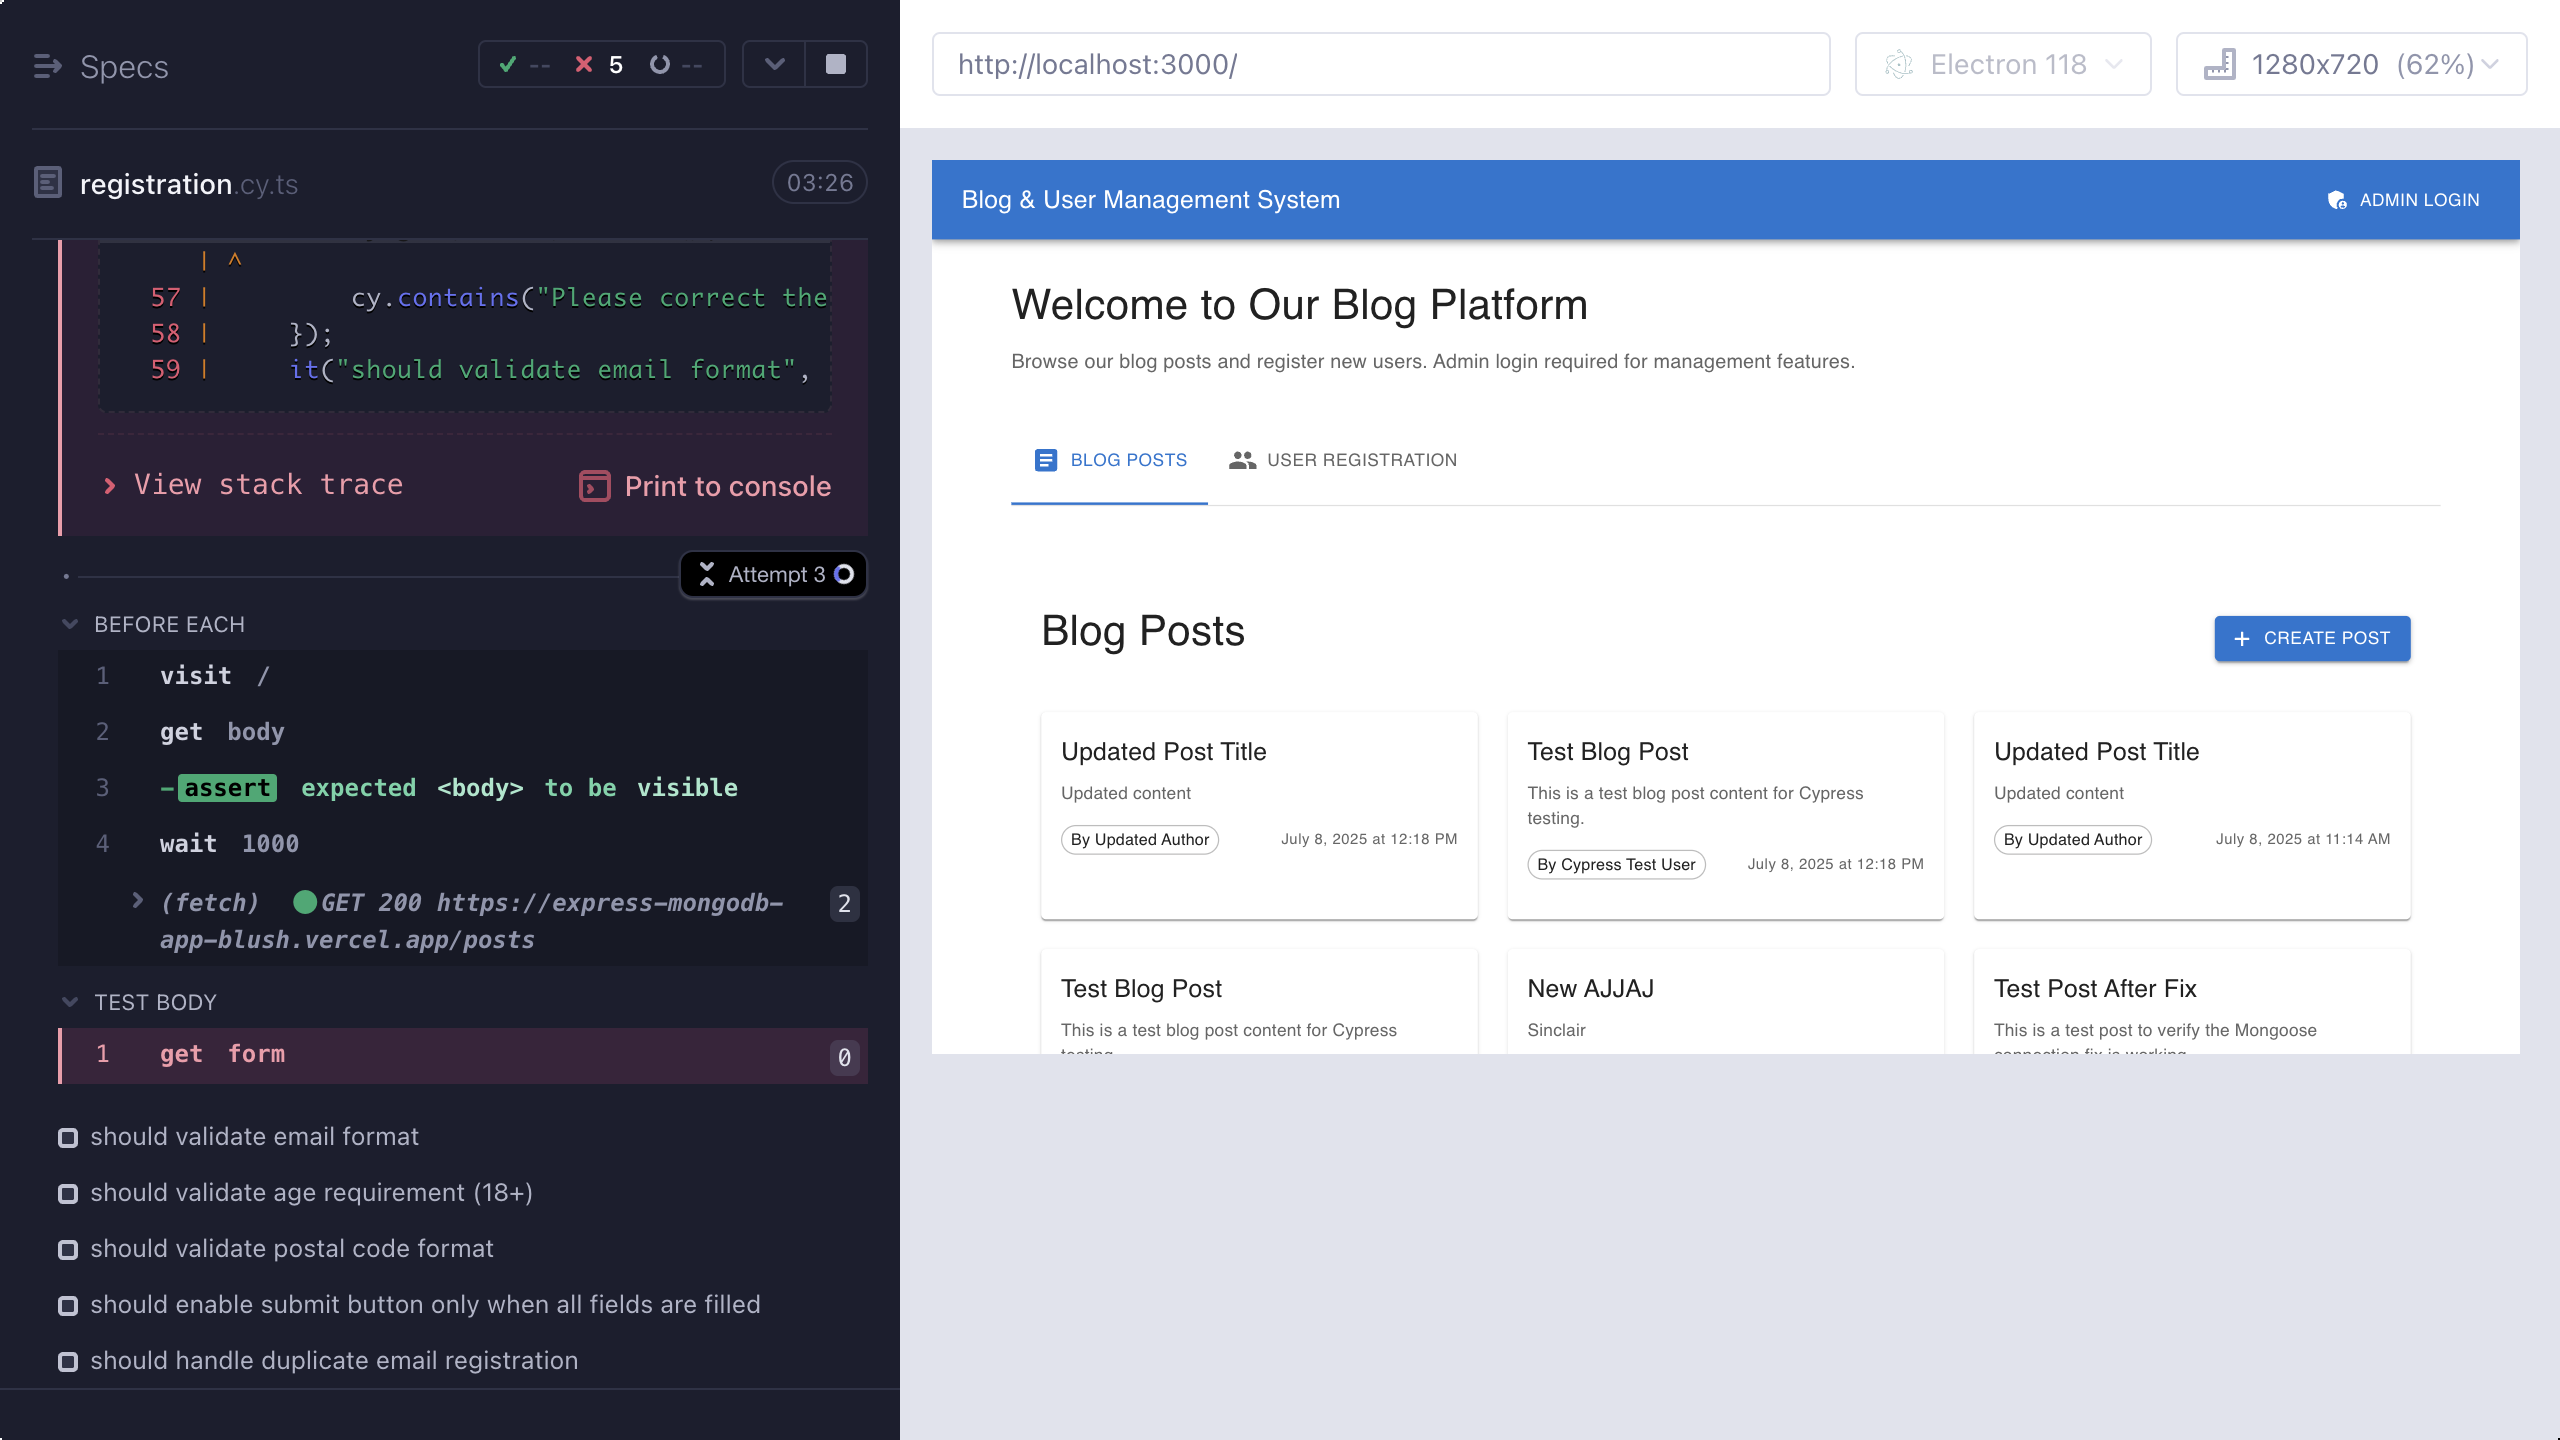 Specs
-- 5 --
registration.cy.ts 03:26
| ^
57 | cy.contains("Please correct the
58 | });
59 | it("should validate email format",
View stack trace
Print to console
Attempt 3
BEFORE EACH
1 visit /
2 get body
3 -assert expected <body> to be visible
4 wait 1000
(fetch) GET 200 https://express-mongodb-
app-blush.vercel.app/posts
2
TEST BODY
1 get form 0
should validate email format
should validate age requirement (18+)
should validate postal code format
should enable submit button only when all fields are filled
should handle duplicate email registration
http://localhost:3000/
Electron 118
1280x720 (62%)
Blog & User Management System
ADMIN LOGIN
Welcome to Our Blog Platform
Browse our blog posts and register new users. Admin login required for management features.
BLOG POSTS
USER REGISTRATION
Blog Posts
+ CREATE POST
Updated Post Title
Updated content
By Updated Author
July 8, 2025 at 12:18 PM
Test Blog Post
This is a test blog post content for Cypress
testing.
By Cypress Test User
July 8, 2025 at 12:18 PM
Updated Post Title
Updated content
By Updated Author
July 8, 2025 at 11:14 AM
Test Blog Post
This is a test blog post content for Cypress
testing.
New AJJAJ
Sinclair
Test Post After Fix
This is a test post to verify the Mongoose
connection fix is working.